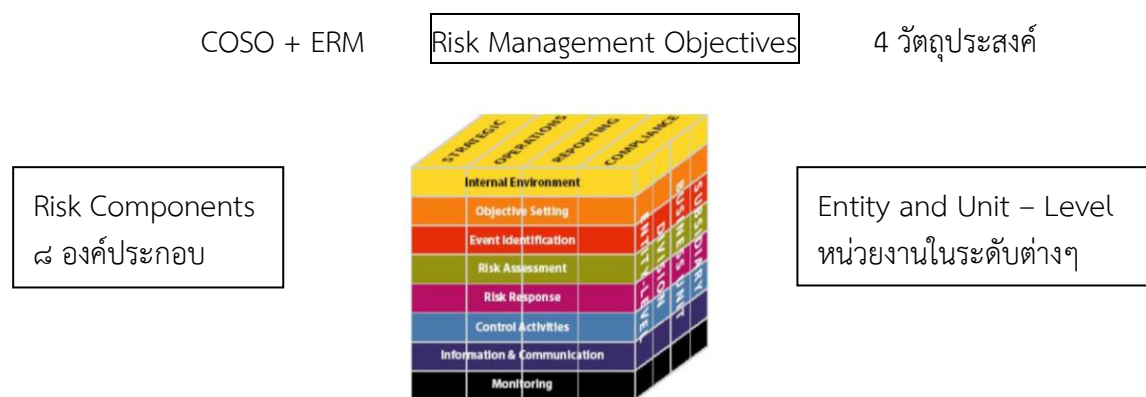 COSO + ERM Risk Management Objectives 4 วัตถุประสงค์
STRATEGIC
OPERATIONS
REPORTING
COMPLIANCE
Risk Components
๘ องค์ประกอบ
Internal Environment
Objective Setting
Event Identification
Risk Assessment
Risk Response
Control Activities
Information & Communication
Monitoring
ENTITY-LEVEL
DIVISION
BUSINESS UNIT
SUBSIDIARY
Entity and Unit – Level
หน่วยงานในระดับต่างๆ